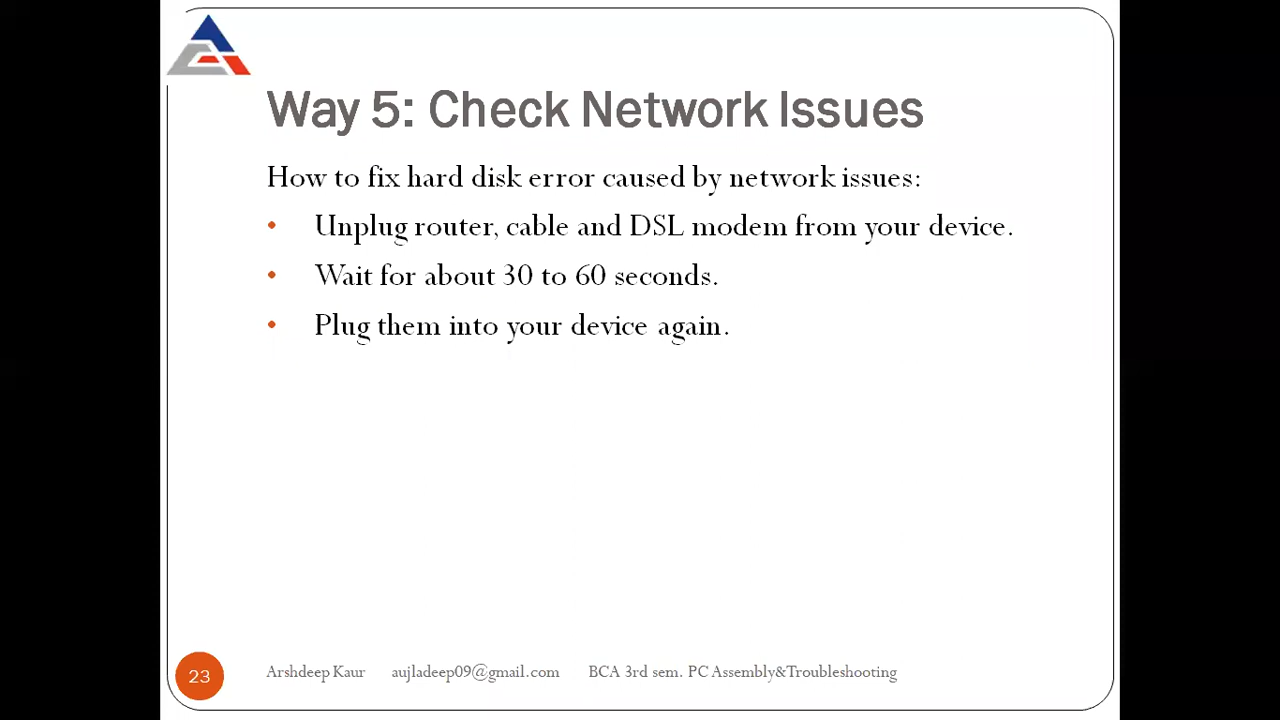 Way 5: Check Network Issues
How to fix hard disk error caused by network issues:
• Unplug router, cable and DSL modem from your device.
• Wait for about 30 to 60 seconds.
• Plug them into your device again.
23 Arshdeep Kaur aujladeep09@gmail.com BCA 3rd sem. PC Assembly&Troubleshooting